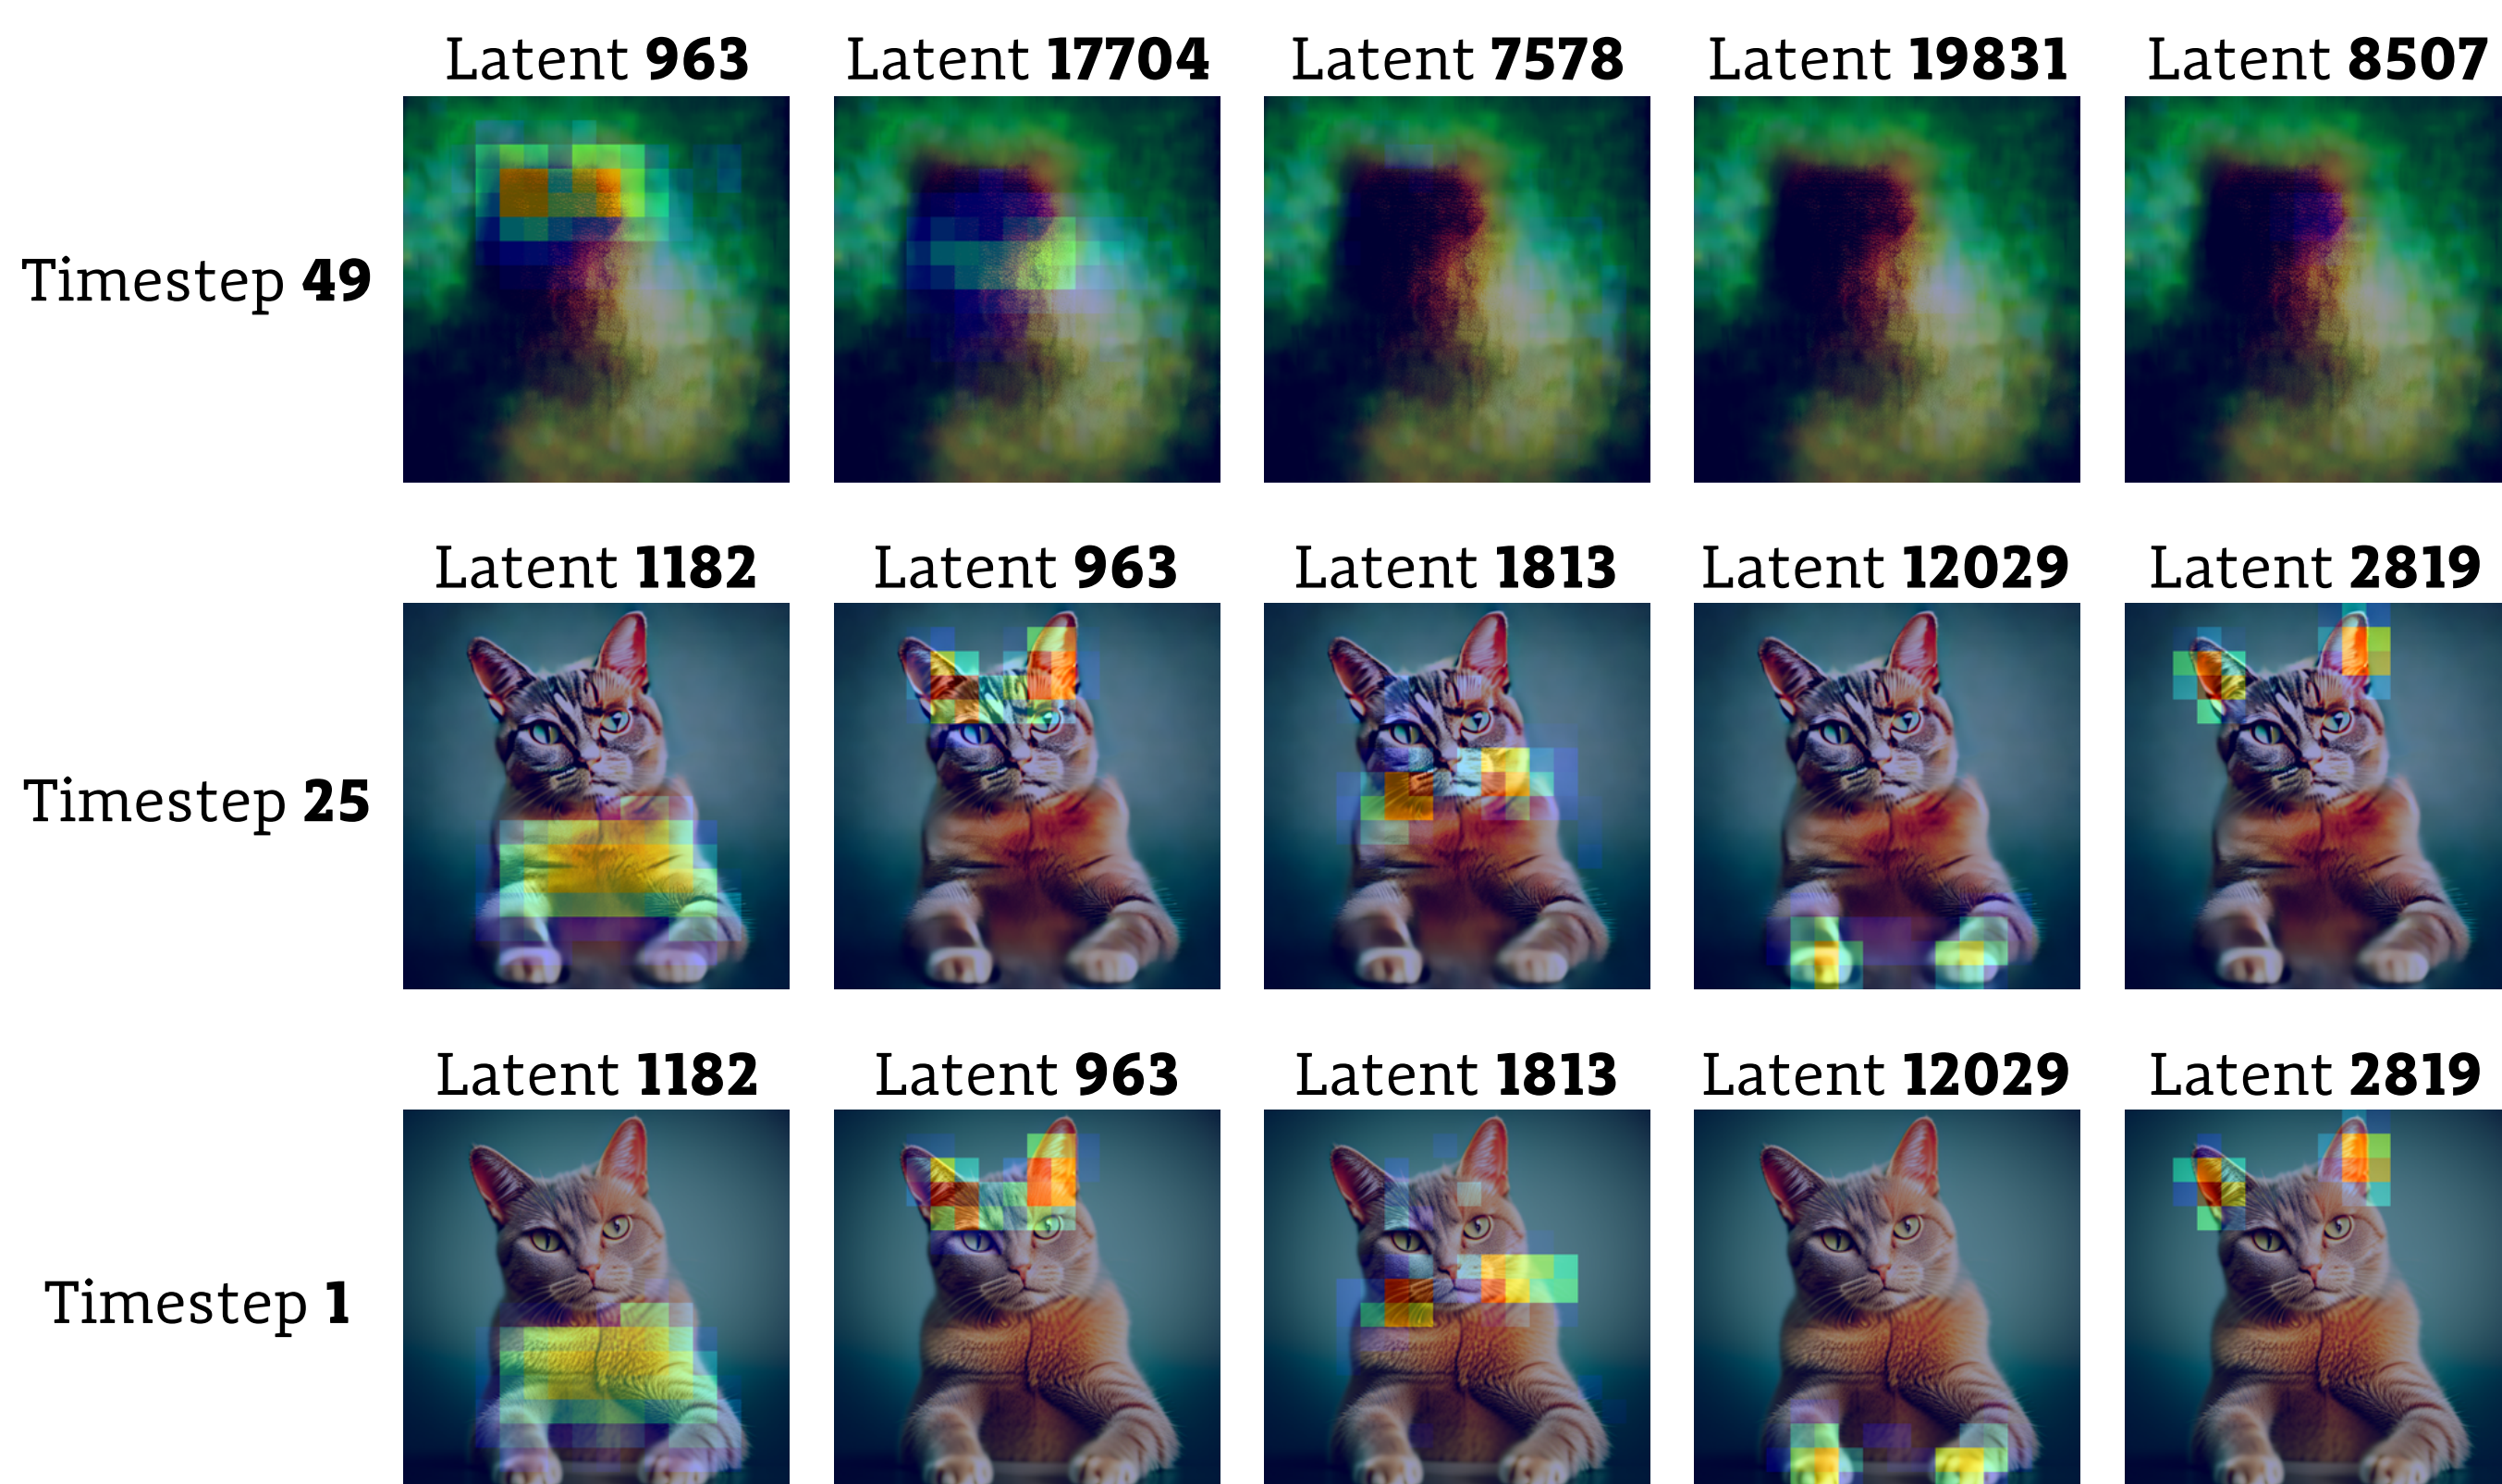 Latent 963 Latent 17704 Latent 7578 Latent 19831 Latent 8507
Timestep 49
Latent 1182 Latent 963 Latent 1813 Latent 12029 Latent 2819
Timestep 25
Latent 1182 Latent 963 Latent 1813 Latent 12029 Latent 2819
Timestep 1